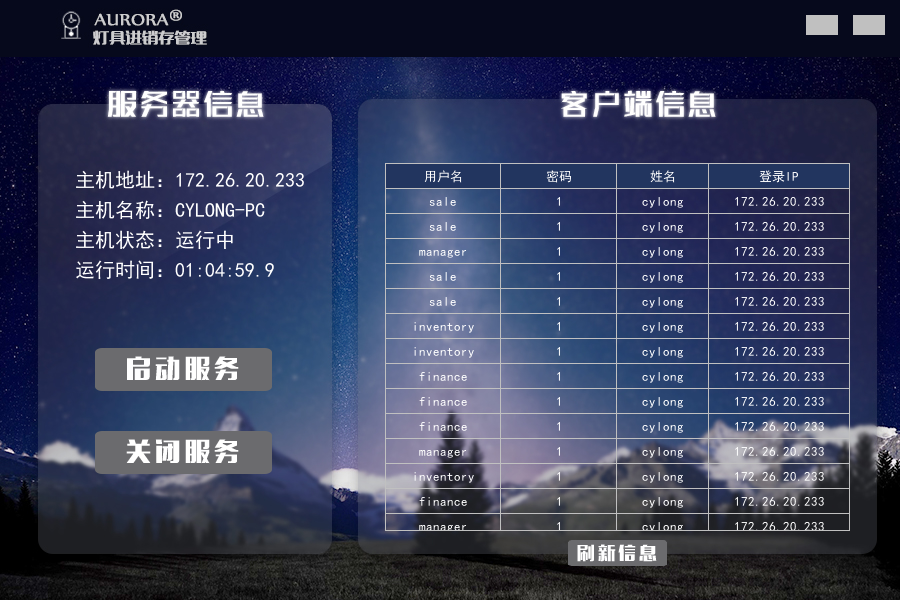 AURORA®
灯具进销存管理
服务器信息
主机地址：172.26.20.233
主机名称：CYLONG-PC
主机状态：运行中
运行时间：01:04:59.9
启动服务
关闭服务
客户端信息
用户名 密码 姓名 登录IP
sale 1 cylong 172.26.20.233
sale 1 cylong 172.26.20.233
manager 1 cylong 172.26.20.233
sale 1 cylong 172.26.20.233
sale 1 cylong 172.26.20.233
inventory 1 cylong 172.26.20.233
inventory 1 cylong 172.26.20.233
finance 1 cylong 172.26.20.233
finance 1 cylong 172.26.20.233
finance 1 cylong 172.26.20.233
manager 1 cylong 172.26.20.233
inventory 1 cylong 172.26.20.233
finance 1 cylong 172.26.20.233
manager 1 cylong 172.26.20.233
刷新信息